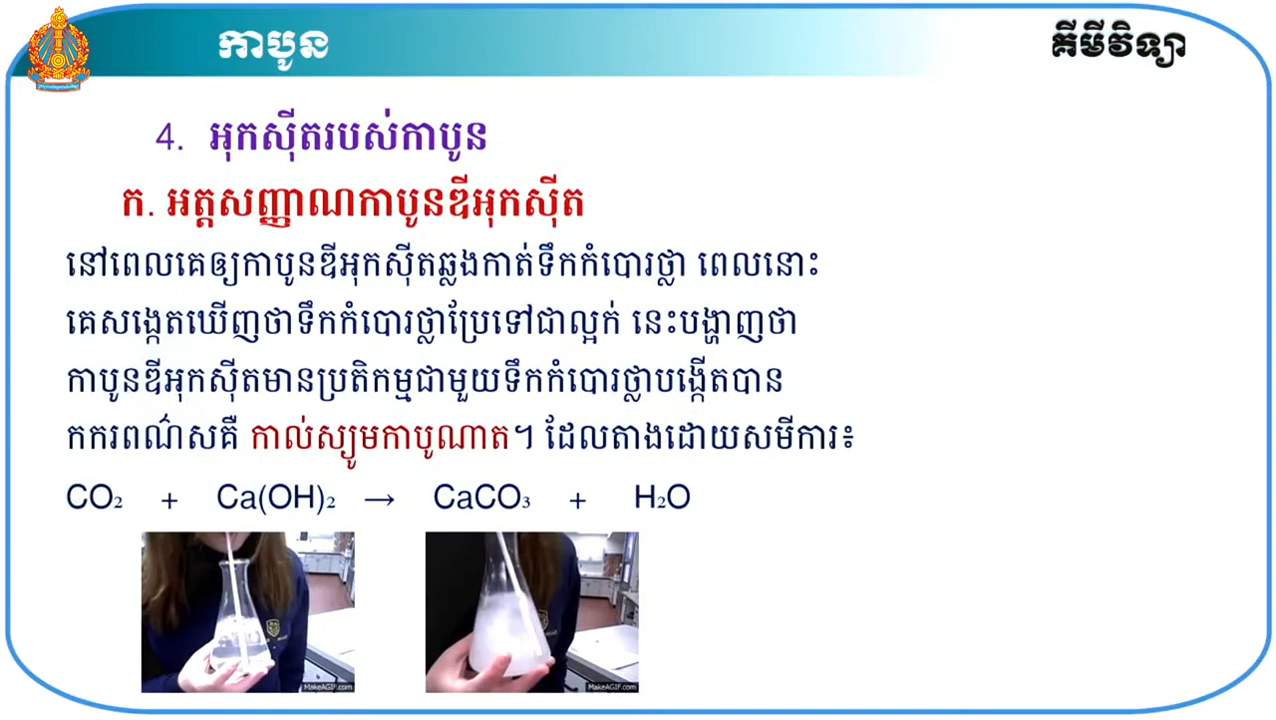 កាបូន
គីមីវិទ្យា
4. អុកស៊ីតរបស់កាបូន
ក. អត្តសញ្ញាណកាបូនឌីអុកស៊ីត
នៅពេលគេឲ្យកាបូនឌីអុកស៊ីតឆ្លងកាត់ទឹកកំបោរថ្លា ពេលនោះ
គេសង្កេតឃើញថាទឹកកំបោរថ្លាប្រែទៅជាល្អក់ នេះបង្ហាញថា
កាបូនឌីអុកស៊ីតមានប្រតិកម្មជាមួយទឹកកំបោរថ្លាបង្កើតបាន
កករពណ៌សគឺ កាល់ស្យូមកាបូណាត។ ដែលតាងដោយសមីការ៖
CO₂ + Ca(OH)₂ → CaCO₃ + H₂O
MakeAGIF.com
MakeAGIF.com